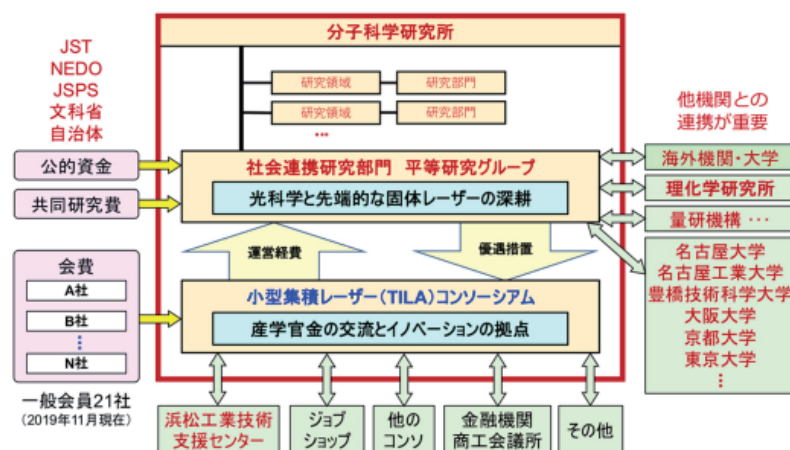 分子科学研究所
JST
NEDO
JSPS
文科省
自治体
研究領域
研究部門
研究領域
研究部門
...
他機関との
連携が重要
公的資金
共同研究費
社会連携研究部門 平等研究グループ
光科学と先端的な固体レーザーの深耕
海外機関・大学
理化学研究所
量研機構 …
運営経費
優遇措置
名古屋大学
名古屋工業大学
豊橋技術科学大学
大阪大学
京都大学
東京大学
⋮
会費
A社
B社
⋮
N社
小型集積レーザー(TILA)コンソーシアム
産学官金の交流とイノベーションの拠点
一般会員21社
(2019年11月現在)
浜松工業技術
支援センター
ジョブ
ショップ
他の
コンソ
金融機関
商工会議所
その他